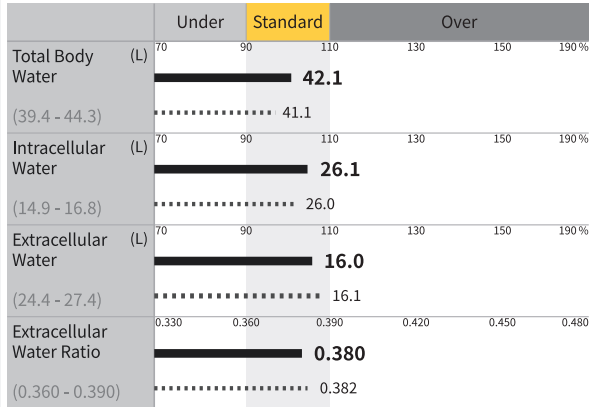 Under Standard Over
Total Body (L) 70 90 110 130 150 190 %
Water 42.1
(39.4 - 44.3) 41.1
Intracellular (L) 70 90 110 130 150 190 %
Water 26.1
(14.9 - 16.8) 26.0
Extracellular (L) 70 90 110 130 150 190 %
Water 16.0
(24.4 - 27.4) 16.1
Extracellular 0.330 0.360 0.390 0.420 0.450 0.480
Water Ratio 0.380
(0.360 - 0.390) 0.382